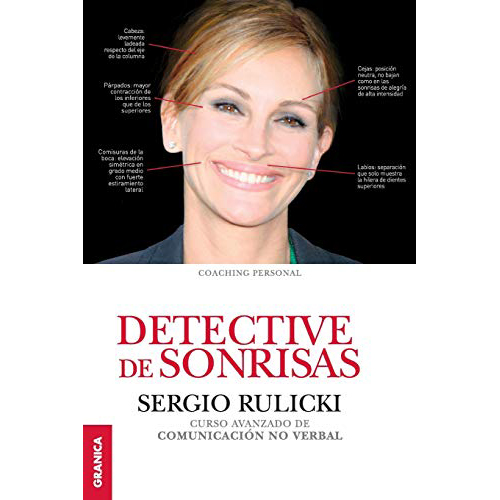 Cabeza:
levemente
ladeada
respecto del eje
de la columna
Cejas: posición
neutra, no bajan
como en las
sonrisas de alegría
de alta intensidad
Párpados: mayor
contracción de
los inferiores
que de los
superiores
Comisuras de la
boca: elevación
simétrica en
grado medio
con fuerte
estiramiento
lateral
Labios: separación
que solo muestra
la hilera de dientes
superiores
COACHING PERSONAL
DETECTIVE
DE SONRISAS
SERGIO RULICKI
CURSO AVANZADO DE
COMUNICACIÓN NO VERBAL
GRANICA